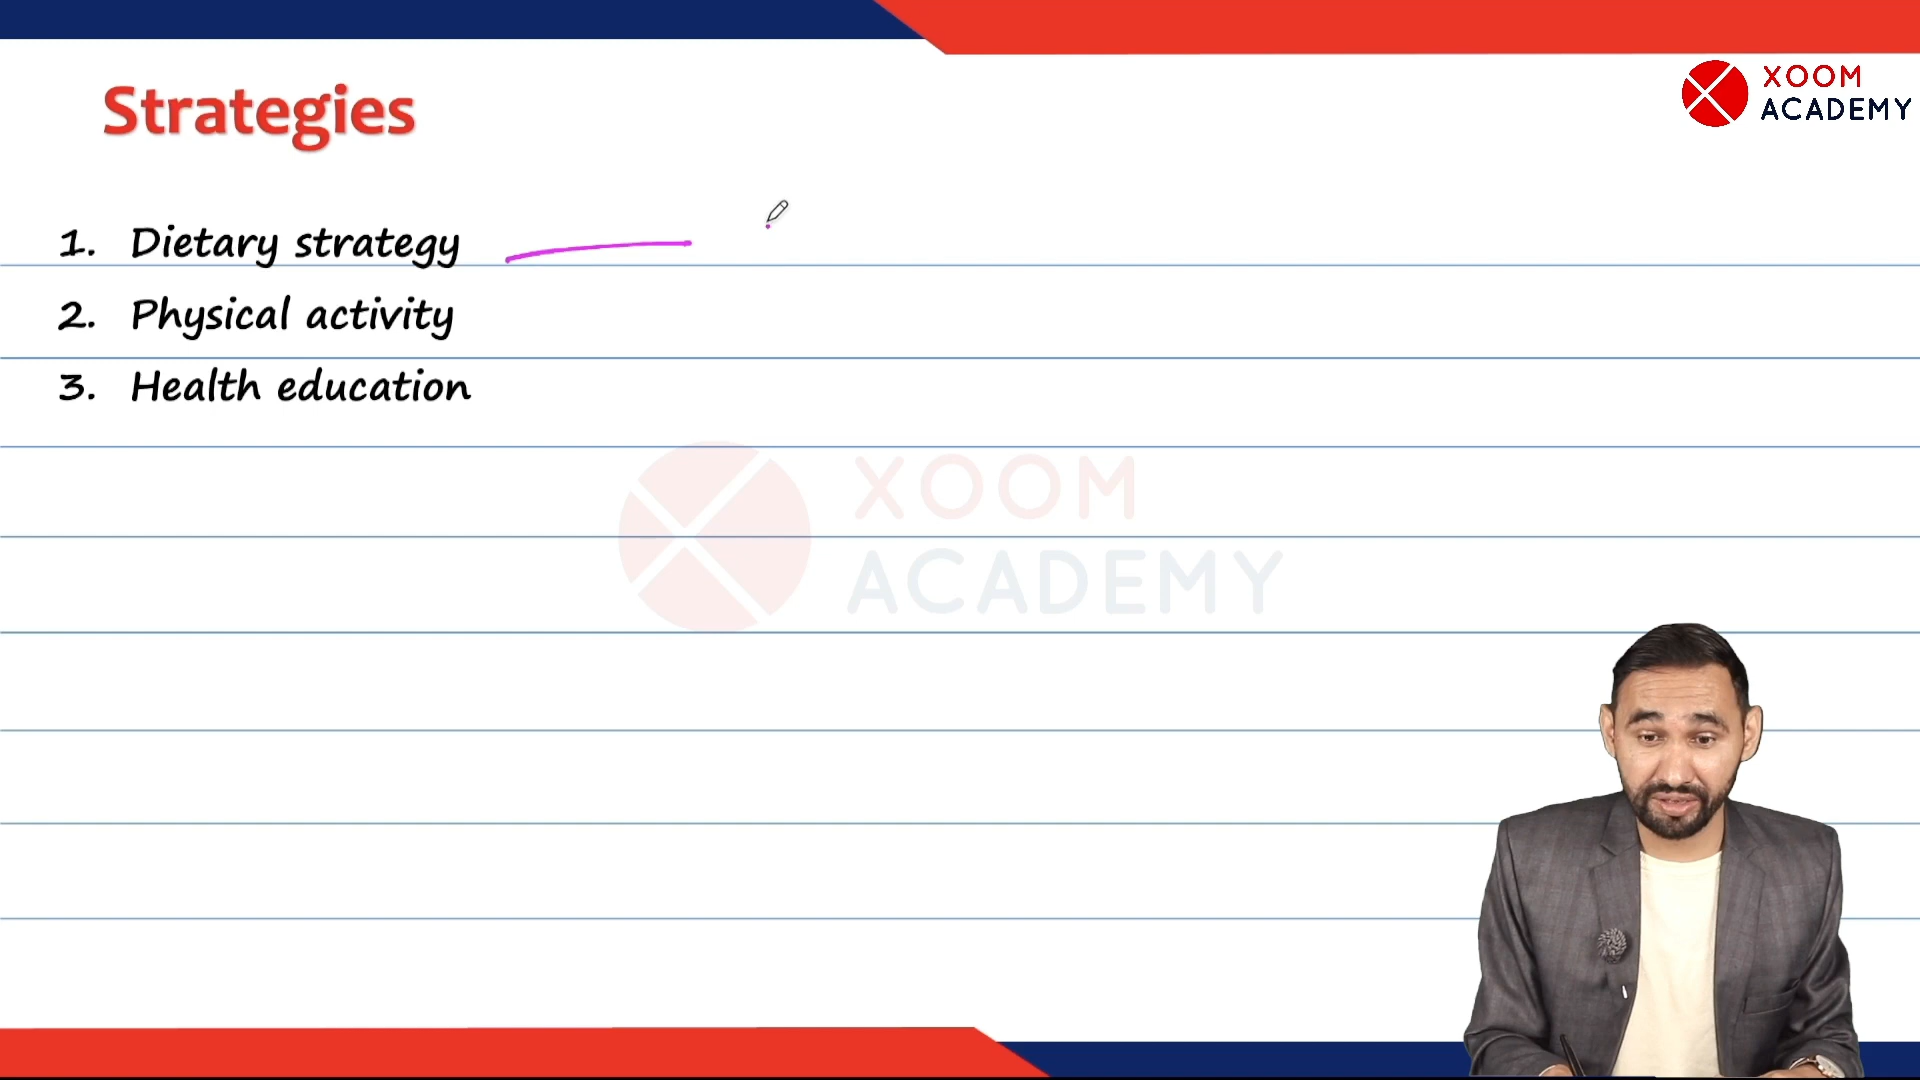 Strategies
XOOM
ACADEMY
1. Dietary strategy
2. Physical activity
3. Health education
XOOM
ACADEMY